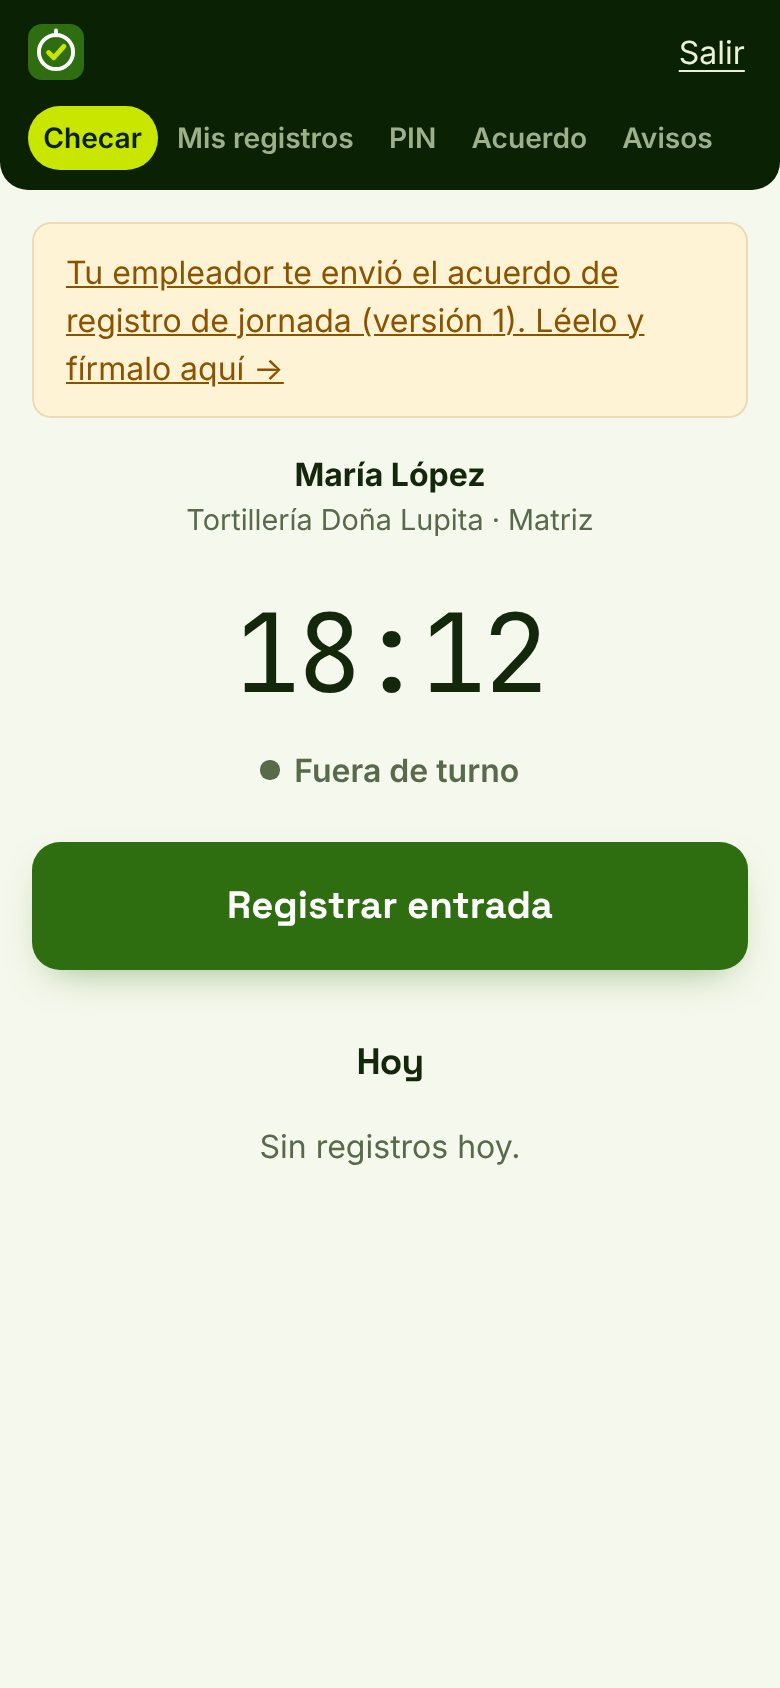 Salir
Checar
Mis registros
PIN
Acuerdo
Avisos
Tu empleador te envió el acuerdo de
registro de jornada (versión 1). Léelo y
fírmalo aquí →
María López
Tortillería Doña Lupita · Matriz
18:12
Fuera de turno
Registrar entrada
Hoy
Sin registros hoy.